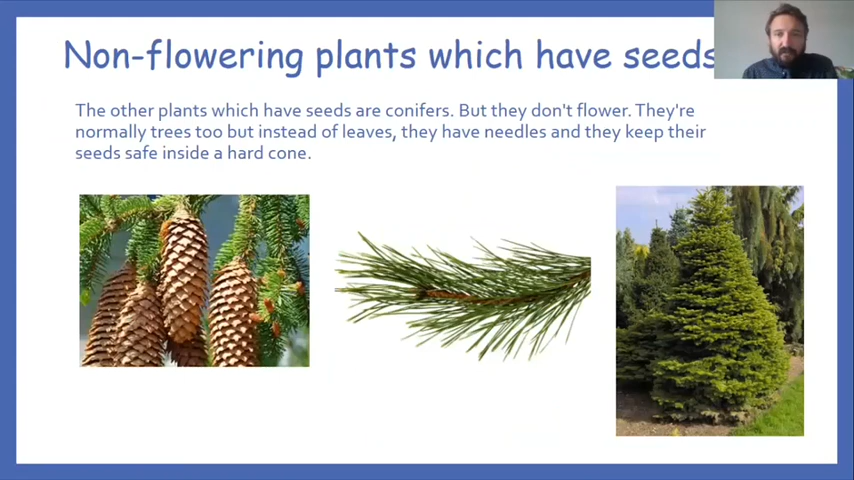 Non-flowering plants which have seeds
The other plants which have seeds are conifers. But they don't flower. They're
normally trees too but instead of leaves, they have needles and they keep their
seeds safe inside a hard cone.